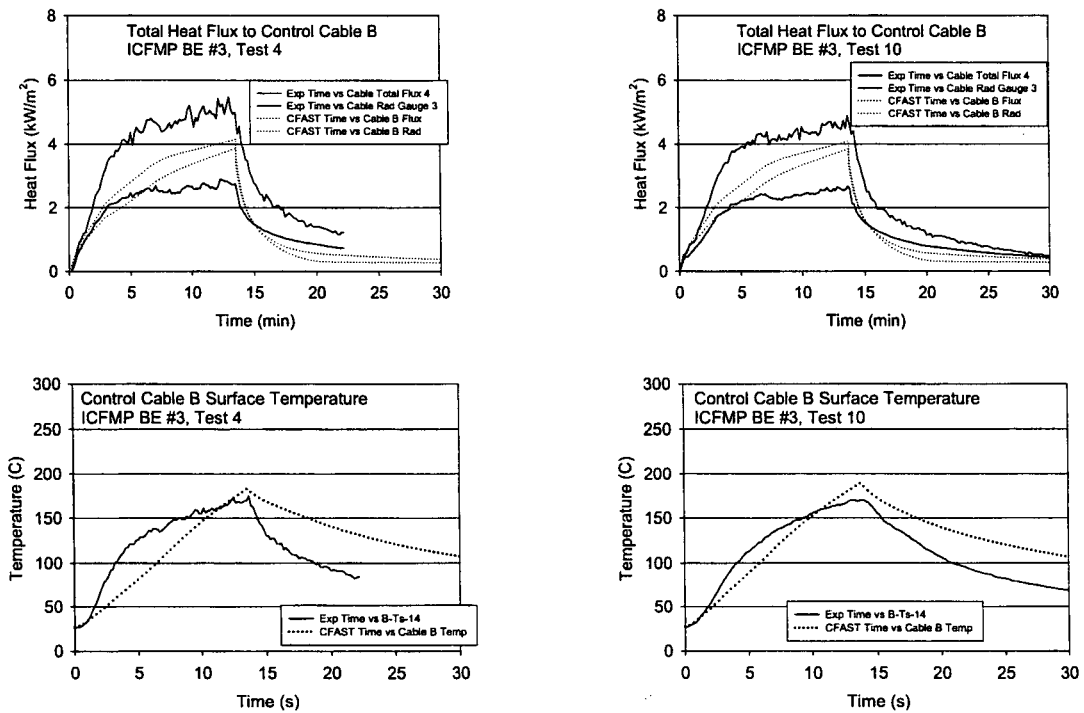 Total Heat Flux to Control Cable B
ICFMP BE #3, Test 4
Exp Time vs Cable Total Flux 4
Exp Time vs Cable Rad Gauge 3
CFAST Time vs Cable B Flux
CFAST Time vs Cable B Rad
Heat Flux (kW/m²)
8
6
4
2
0
0 5 10 15 20 25 30
Time (min)
Total Heat Flux to Control Cable B
ICFMP BE #3, Test 10
Exp Time vs Cable Total Flux 4
Exp Time vs Cable Rad Gauge 3
CFAST Time vs Cable B Flux
CFAST Time vs Cable B Rad
Heat Flux (kW/m²)
8
6
4
2
0
0 5 10 15 20 25 30
Time (min)
Control Cable B Surface Temperature
ICFMP BE #3, Test 4
Temperature (C)
300
250
200
150
100
50
0
Exp Time vs B-Ts-14
CFAST Time vs Cable B Temp
0 5 10 15 20 25 30
Time (s)
Control Cable B Surface Temperature
ICFMP BE #3, Test 10
Temperature (C)
300
250
200
150
100
50
0
Exp Time vs B-Ts-14
CFAST Time vs Cable B Temp
0 5 10 15 20 25 30
Time (s)